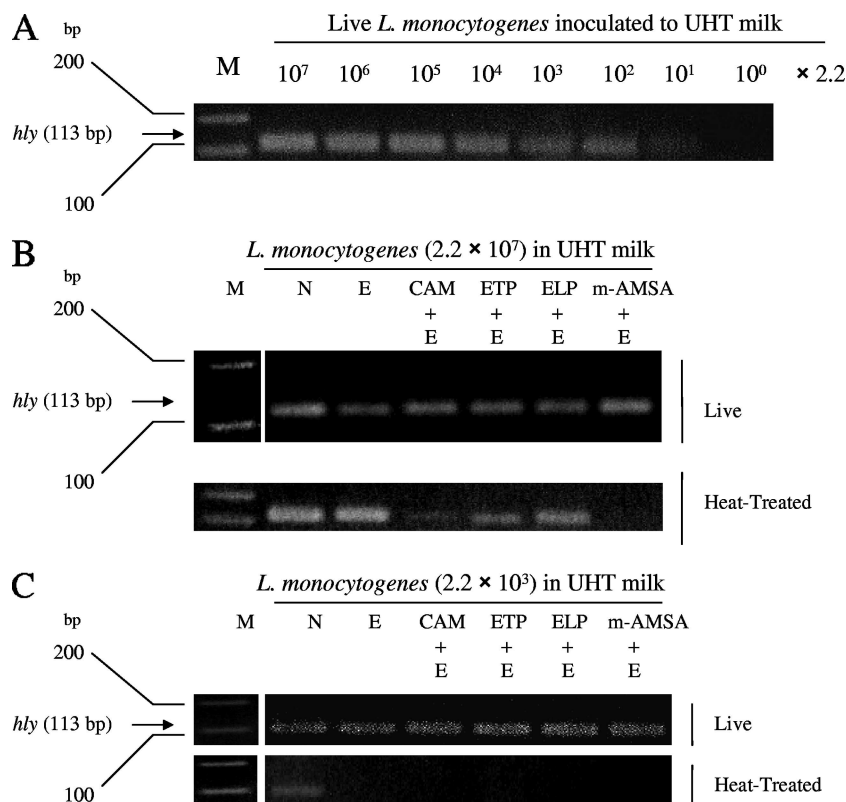 A
Live L. monocytogenes inoculated to UHT milk
bp
200
M 10⁷ 10⁶ 10⁵ 10⁴ 10³ 10² 10¹ 10⁰ × 2.2
hly (113 bp)
100
B
L. monocytogenes (2.2 × 10⁷) in UHT milk
bp
M N E CAM + E ETP + E ELP + E m-AMSA + E
200
hly (113 bp)
Live
100
Heat-Treated
C
L. monocytogenes (2.2 × 10³) in UHT milk
bp
M N E CAM + E ETP + E ELP + E m-AMSA + E
200
hly (113 bp)
Live
100
Heat-Treated